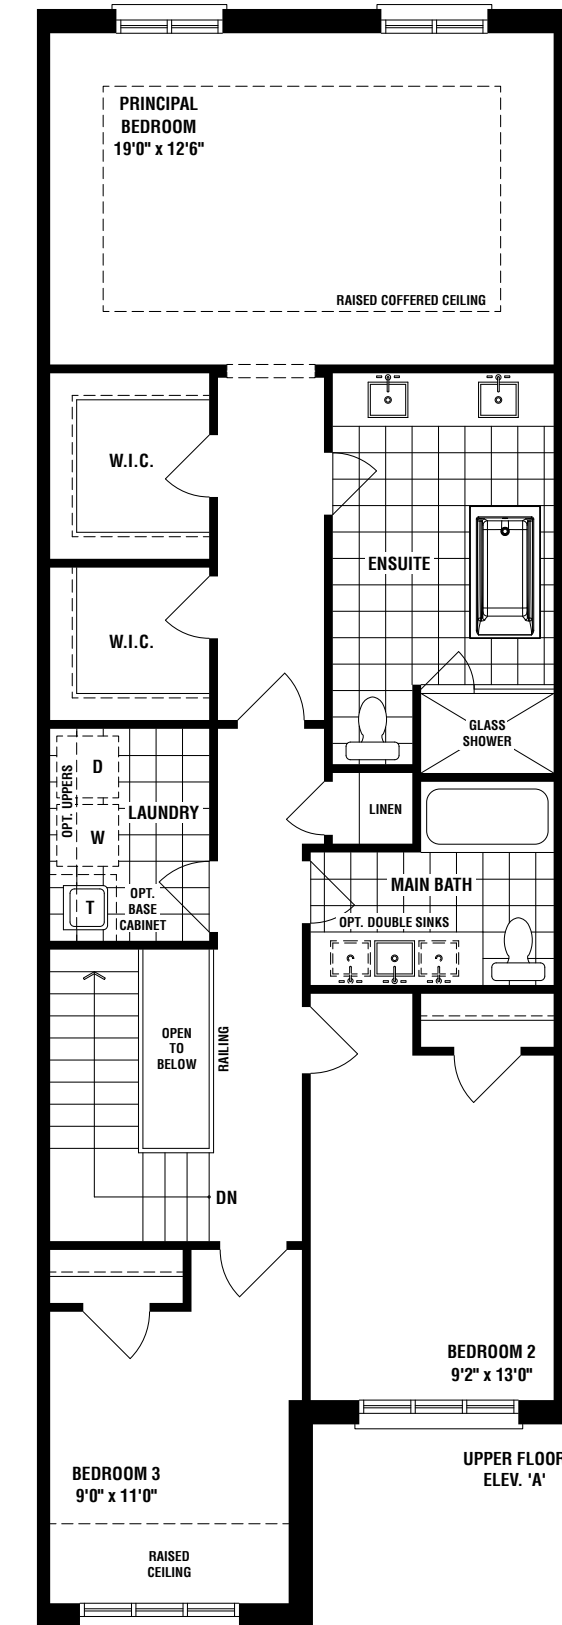 PRINCIPAL
BEDROOM
19'0" x 12'6"
RAISED COFFERED CEILING
W.I.C.
ENSUITE
W.I.C.
GLASS
SHOWER
D
OPT. UPPERS
LAUNDRY
W
LINEN
T
OPT.
BASE
CABINET
MAIN BATH
OPT. DOUBLE SINKS
OPEN
TO
BELOW
RAILING
DN
BEDROOM 2
9'2" x 13'0"
UPPER FLOOR
ELEV. 'A'
BEDROOM 3
9'0" x 11'0"
RAISED
CEILING